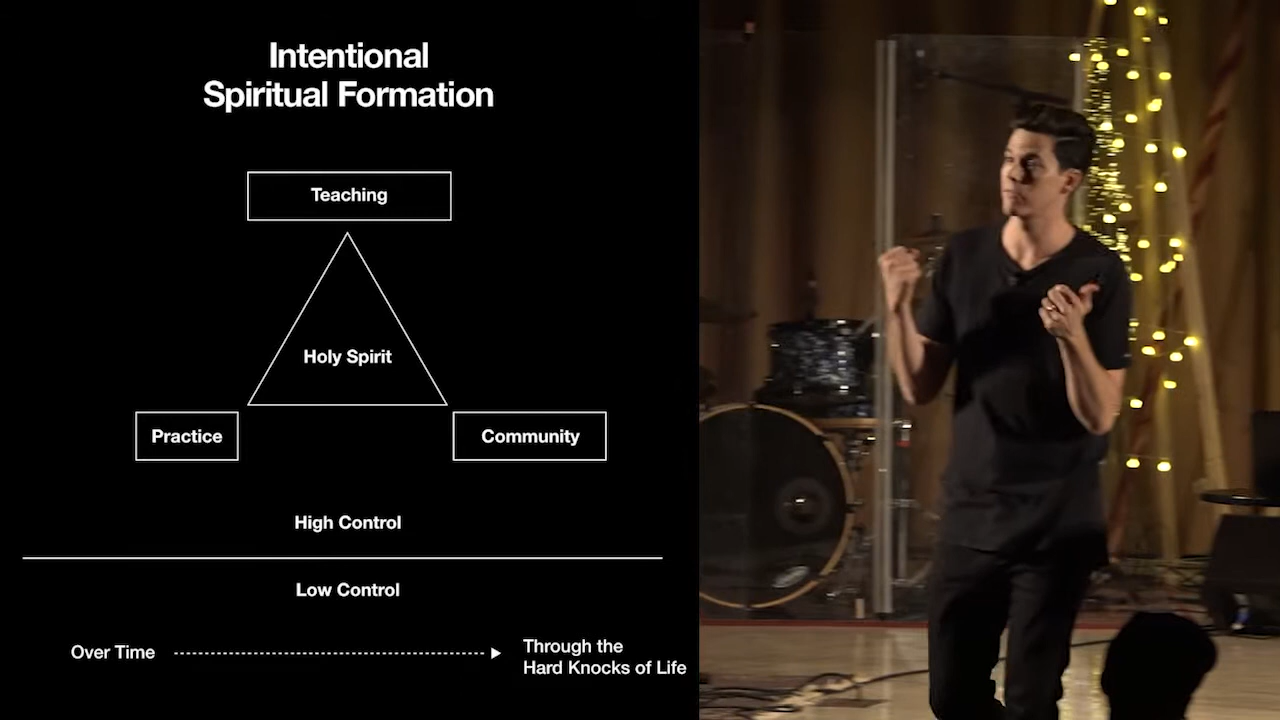 Intentional
Spiritual Formation
Teaching
Holy Spirit
Practice
Community
High Control
Low Control
Over Time
Through the
Hard Knocks of Life